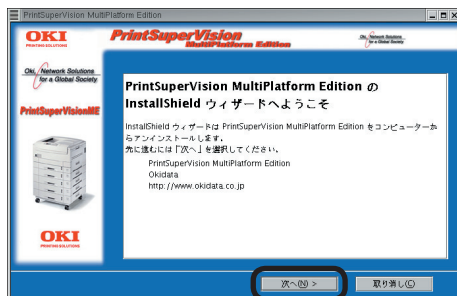 PrintSuperVision MultiPlatform Edition
OKI
PRINTING SOLUTIONS
PrintSuperVision
MultiPlatform Edition
Oki, Network Solutions
for a Global Society
Oki, Network Solutions
for a Global Society
PrintSuperVisionME
OKI
PRINTING SOLUTIONS
PrintSuperVision MultiPlatform Edition の
InstallShield ウィザードへようこそ
InstallShield ウィザードは PrintSuperVision MultiPlatform Edition をコンピューターか
らアンインストールします。
先に進むには「次へ」を選択してください。
PrintSuperVision MultiPlatform Edition
Okidata
http://www.okidata.co.jp
次へ(N) >
取り消し(C)